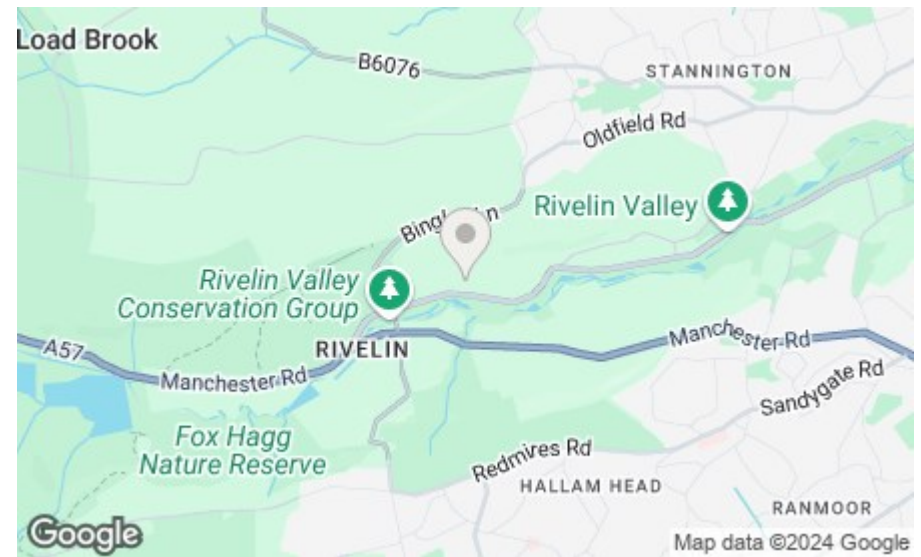 Load Brook
B6076
STANNINGTON
Oldfield Rd
Rivelin Valley
Rivelin Valley
Conservation Group
RIVELIN
A57
Manchester Rd
Manchester Rd
Sandygate Rd
Fox Hagg
Nature Reserve
Redmires Rd
HALLAM HEAD
RANMOOR
Google
Map data ©2024 Google